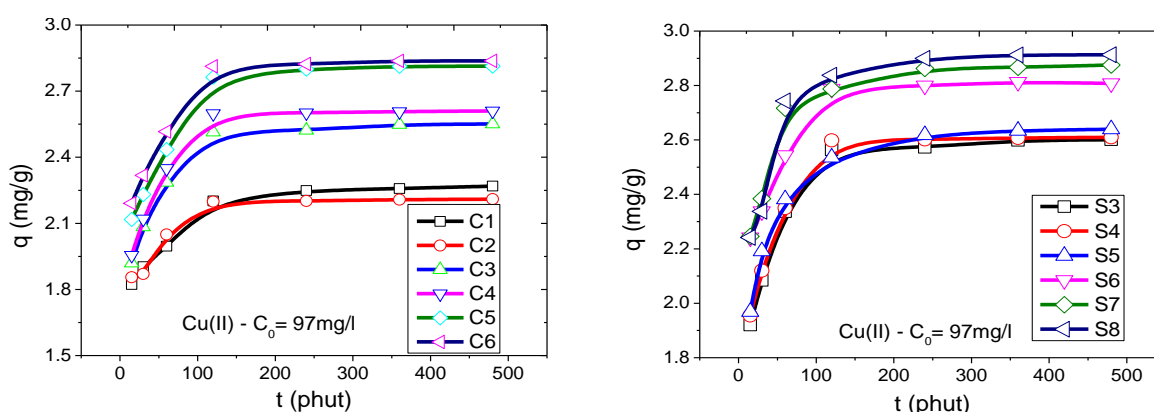 3.0
2.7
2.4
2.1
1.8
1.5
q (mg/g)
0 100 200 300 400 500
t (phut)
C1
C2
C3
C4
C5
C6
Cu(II) - C₀= 97mg/l
3.0
2.8
2.6
2.4
2.2
2.0
1.8
q (mg/g)
0 100 200 300 400 500
t (phut)
S3
S4
S5
S6
S7
S8
Cu(II) - C₀= 97mg/l